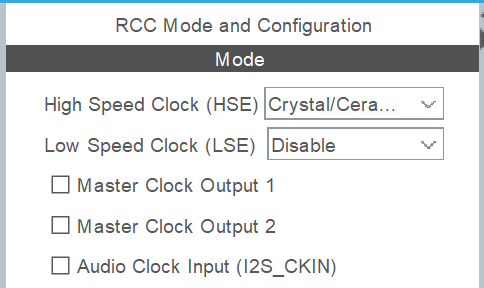 RCC Mode and Configuration
Mode
High Speed Clock (HSE) Crystal/Cera...
Low Speed Clock (LSE) Disable
Master Clock Output 1
Master Clock Output 2
Audio Clock Input (I2S_CKIN)